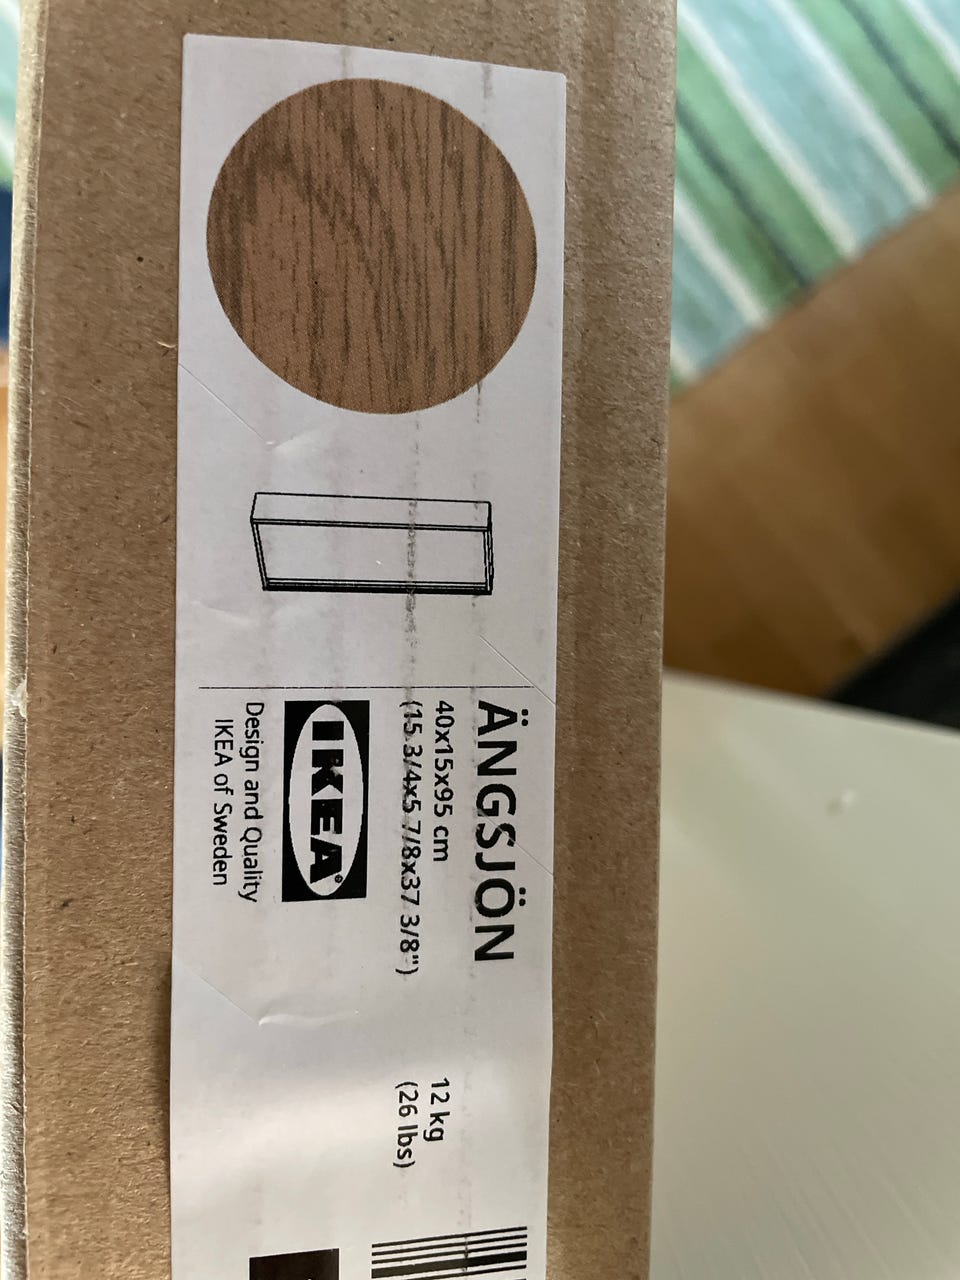 ÄNGSJÖN
40x15x95 cm
(15 3/4x5 7/8x37 3/8")
12 kg
(26 lbs)
IKEA®
Design and Quality
IKEA of Sweden